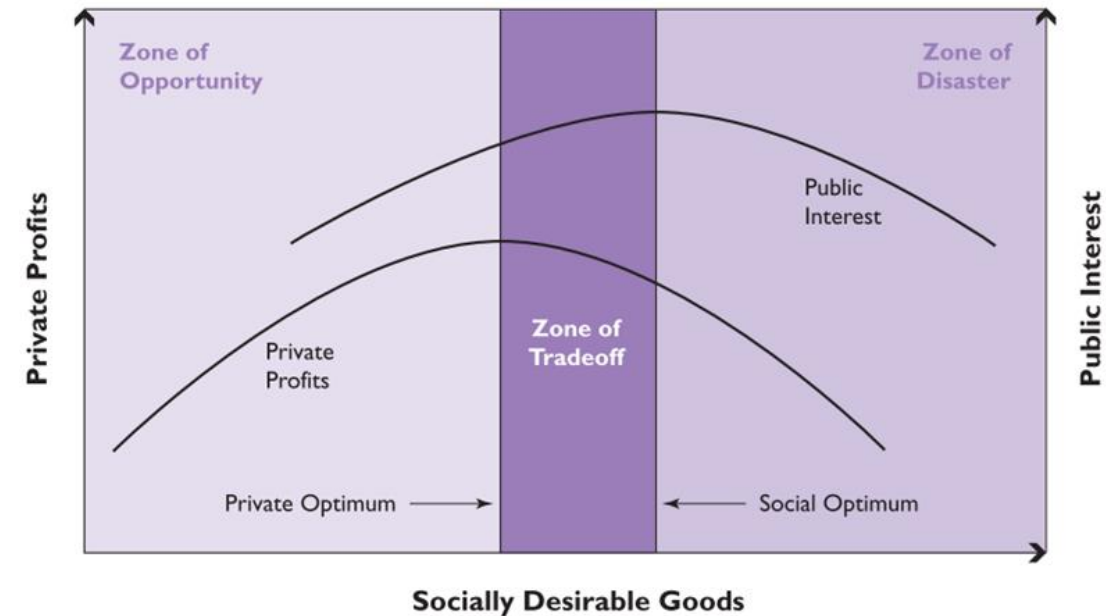 Zone of
Opportunity
Zone of
Disaster
Private Profits
Public Interest
Public
Interest
Zone of
Tradeoff
Private
Profits
Private Optimum
Social Optimum
Socially Desirable Goods